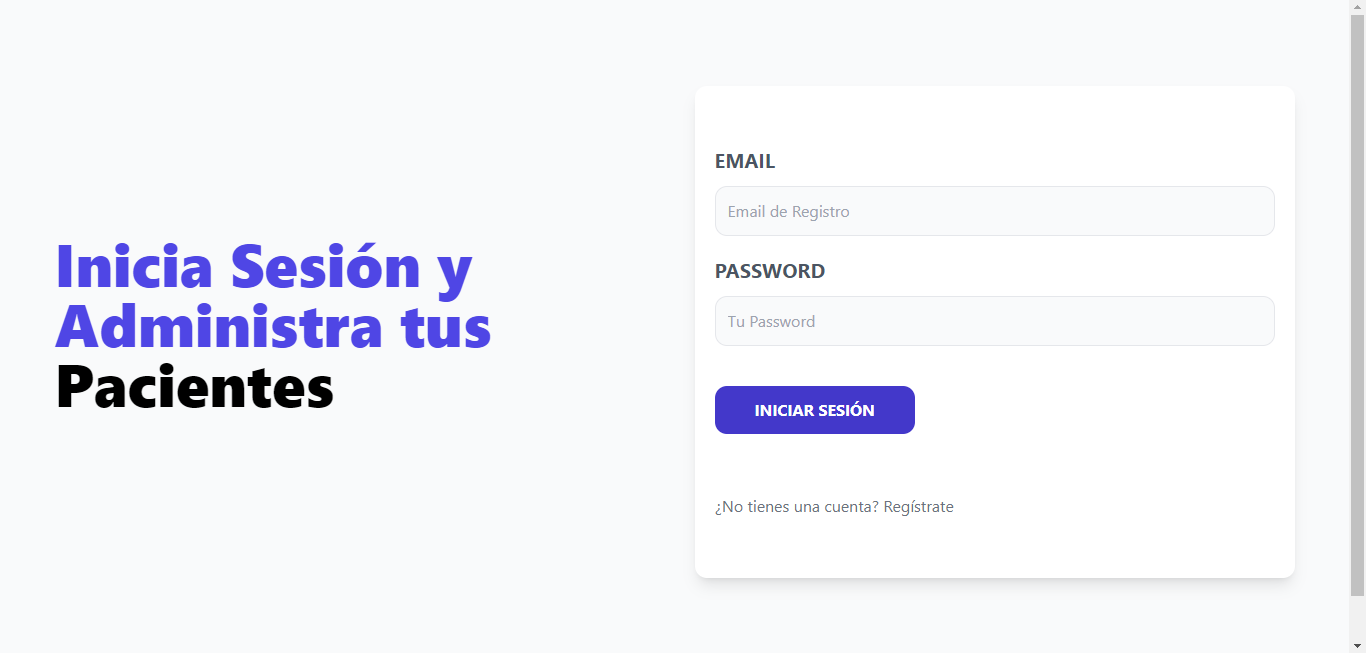 Inicia Sesión y
Administra tus
Pacientes
EMAIL
Email de Registro
PASSWORD
Tu Password
INICIAR SESIÓN
¿No tienes una cuenta? Regístrate